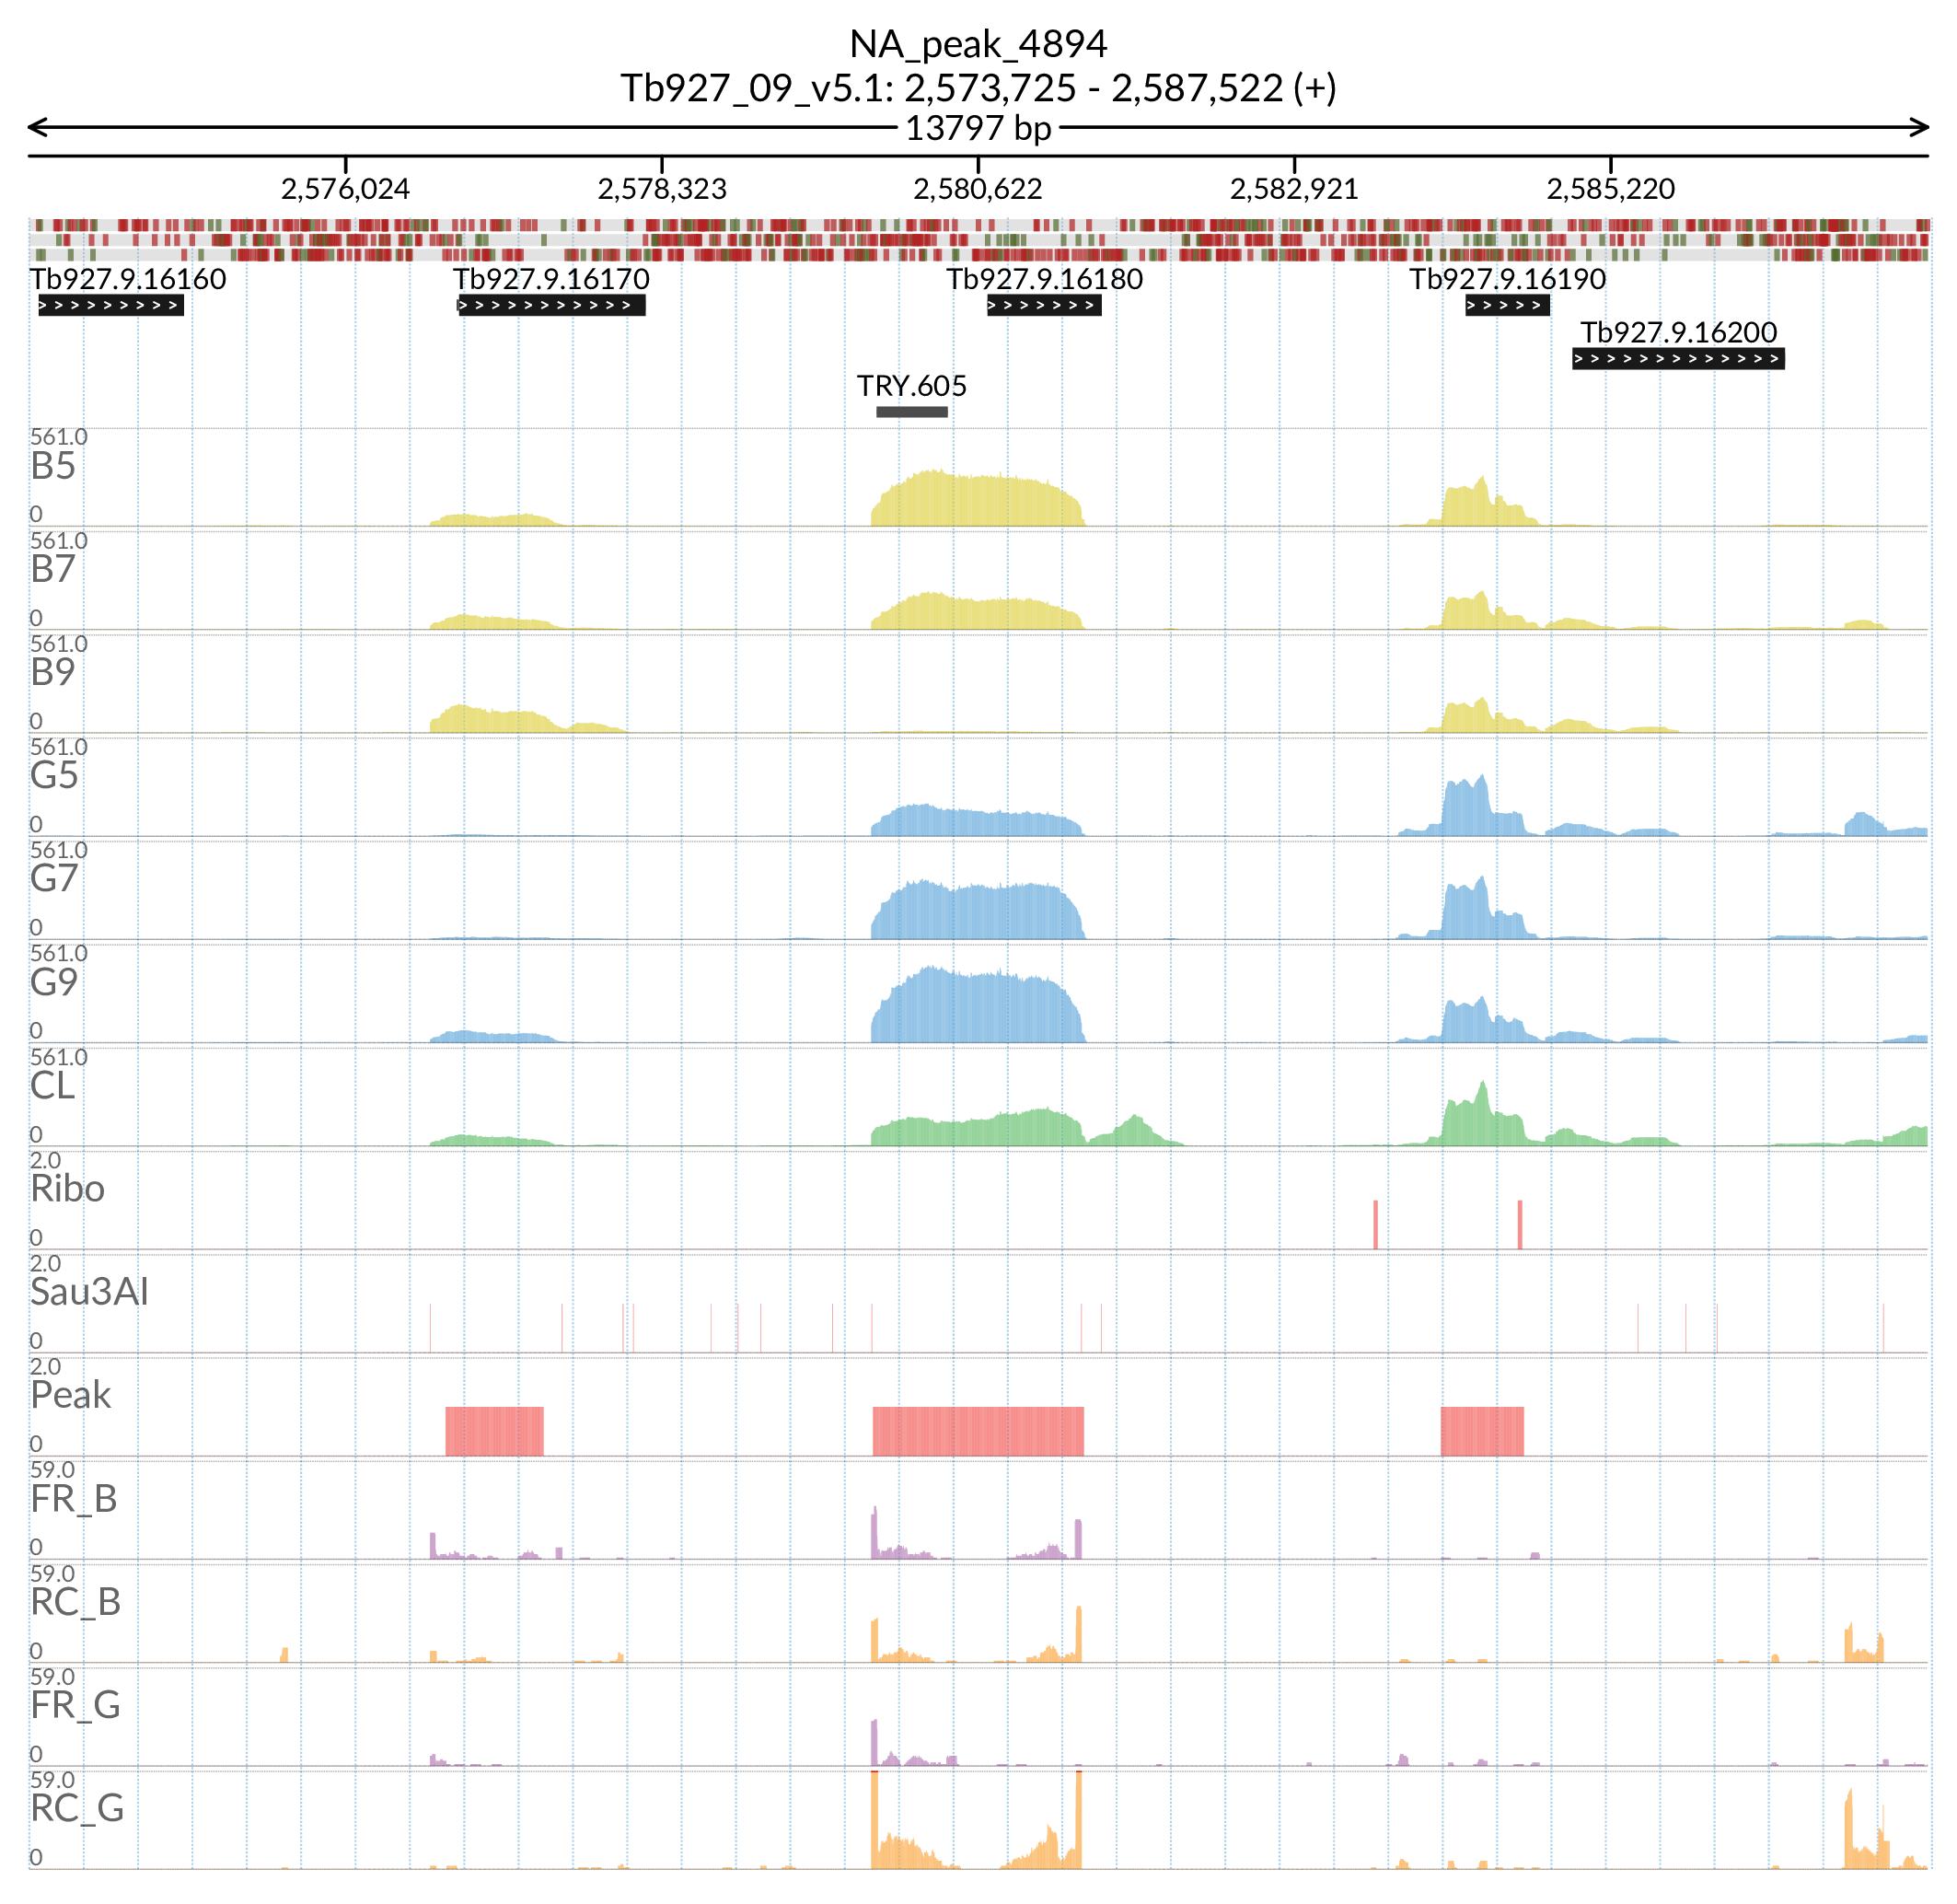 NA_peak_4894
Tb927_09_v5.1: 2,573,725 - 2,587,522 (+)
13797 bp
2,576,024 2,578,323 2,580,622 2,582,921 2,585,220
Tb927.9.16160 Tb927.9.16170 Tb927.9.16180 Tb927.9.16190
Tb927.9.16200
TRY.605
561.0
B5
0
561.0
B7
0
561.0
B9
0
561.0
G5
0
561.0
G7
0
561.0
G9
0
561.0
CL
0
2.0
Ribo
0
2.0
Sau3AI
0
2.0
Peak
0
59.0
FR_B
0
59.0
RC_B
0
59.0
FR_G
0
59.0
RC_G
0